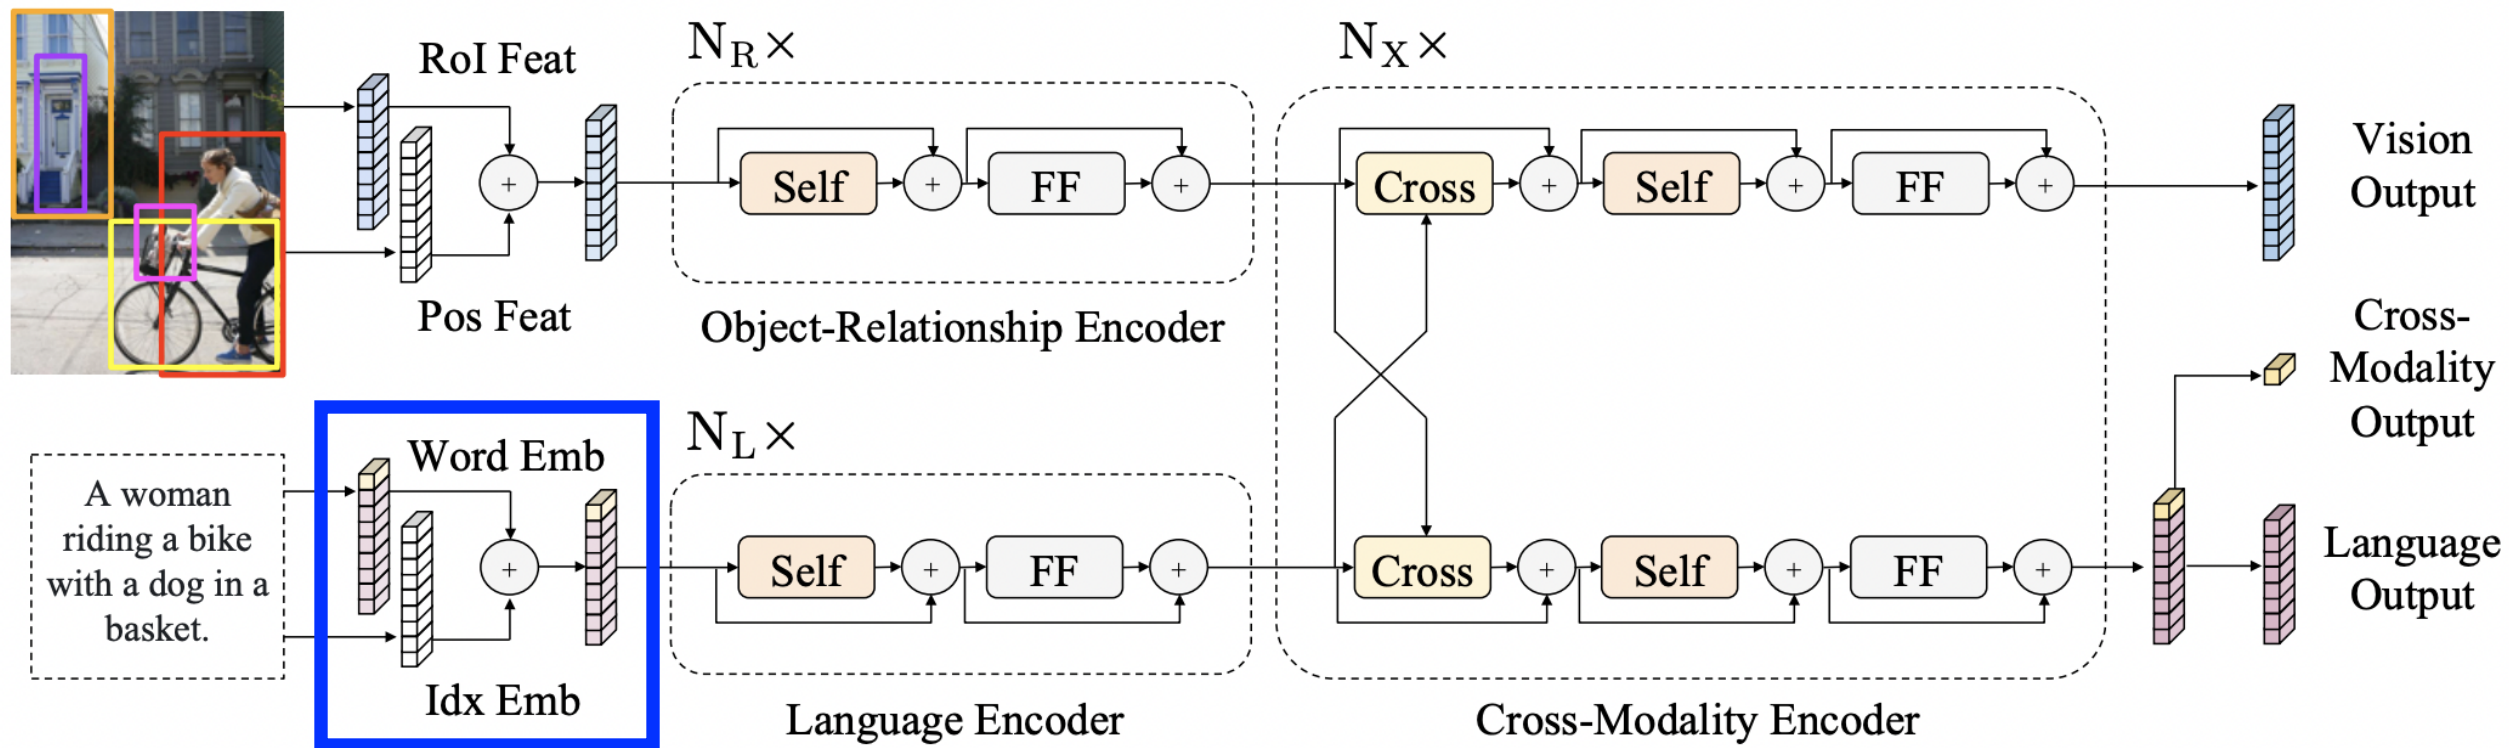 RoI Feat
Pos Feat
N_R×
Self
+
FF
+
Object-Relationship Encoder
A woman
riding a bike
with a dog in a
basket.
Word Emb
+
Idx Emb
N_L×
Self
+
FF
+
Language Encoder
N_X×
Cross
+
Self
+
FF
+
Cross
+
Self
+
FF
+
Cross-Modality Encoder
Vision
Output
Cross-
Modality
Output
Language
Output